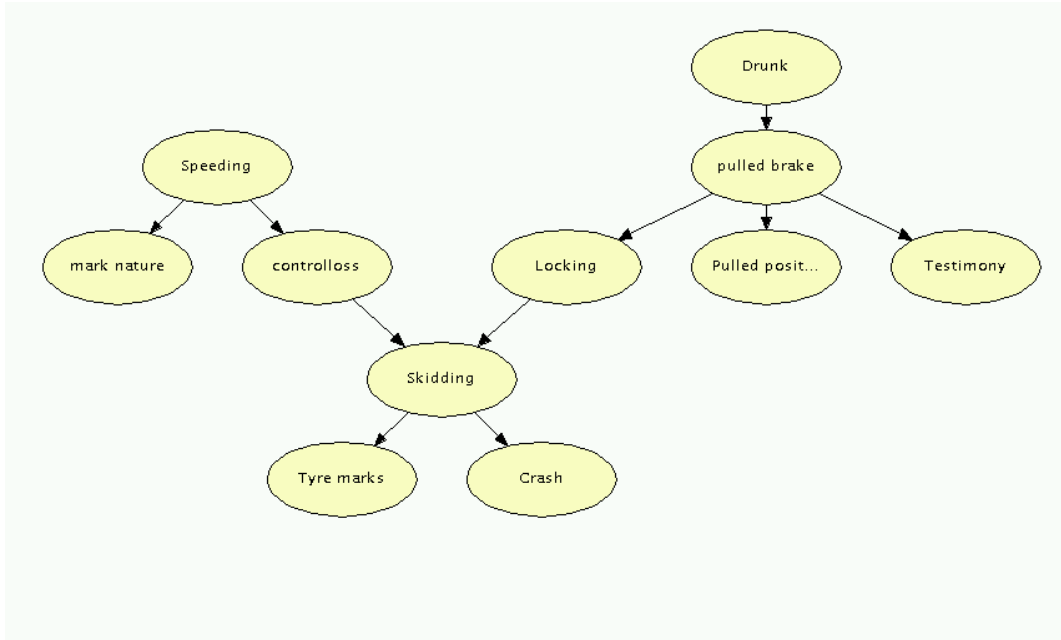 Drunk
Speeding
pulled brake
mark nature
controlloss
Locking
Pulled posit...
Testimony
Skidding
Tyre marks
Crash